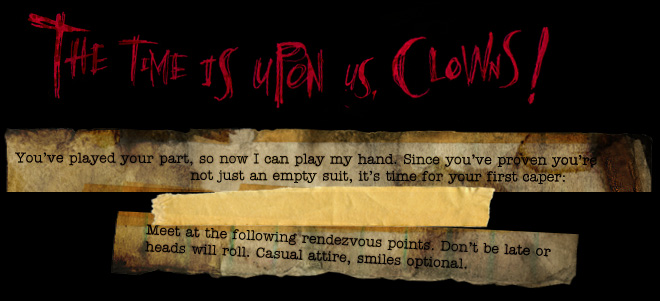 The Time is upon us, Clowns!
You've played your part, so now I can play my hand. Since you've proven you're
not just an empty suit, it's time for your first caper:
Meet at the following rendezvous points. Don't be late or
heads will roll. Casual attire, smiles optional.